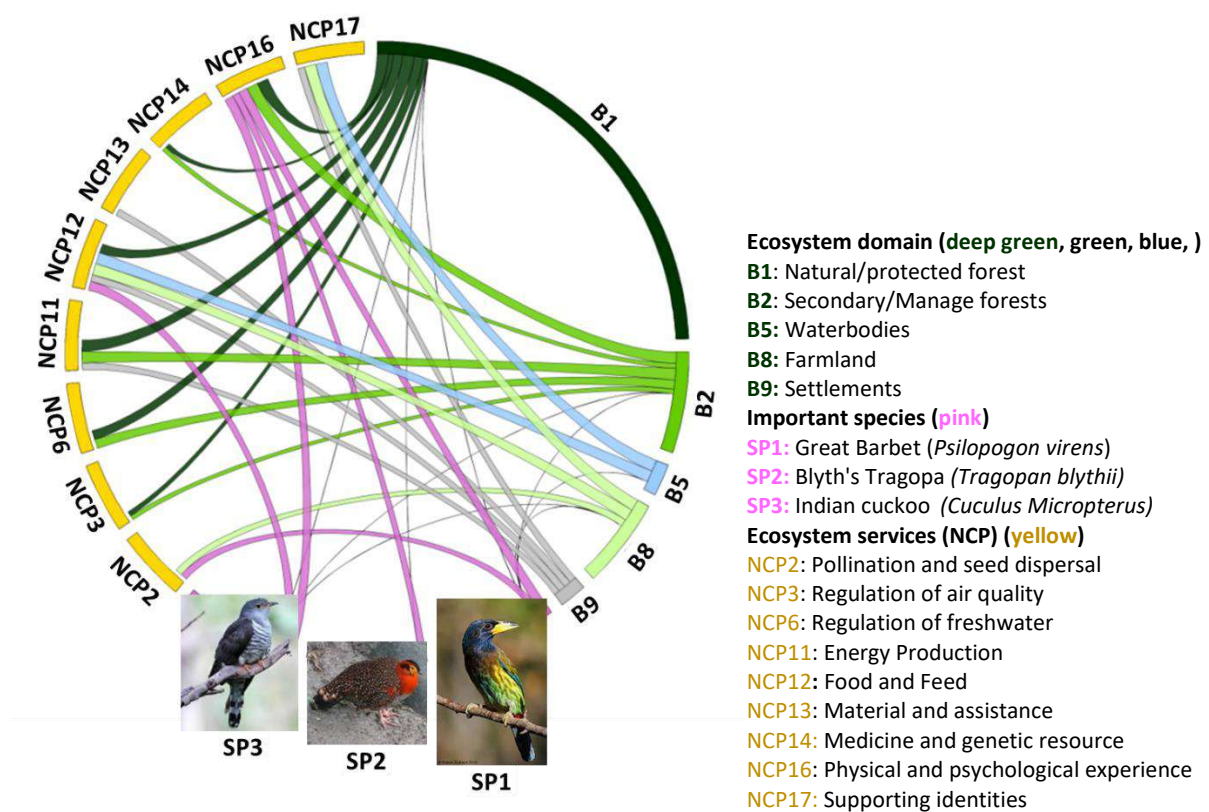 NCP17
NCP16
B1
NCP14
NCP13
NCP12
NCP11
NCP6
NCP3
NCP2
B2
B5
B8
B9
SP3
SP2
SP1
Ecosystem domain (deep green, green, blue, )
B1: Natural/protected forest
B2: Secondary/Manage forests
B5: Waterbodies
B8: Farmland
B9: Settlements
Important species (pink)
SP1: Great Barbet (Psilopogon virens)
SP2: Blyth's Tragopa (Tragopan blythii)
SP3: Indian cuckoo (Cuculus Micropterus)
Ecosystem services (NCP) (yellow)
NCP2: Pollination and seed dispersal
NCP3: Regulation of air quality
NCP6: Regulation of freshwater
NCP11: Energy Production
NCP12: Food and Feed
NCP13: Material and assistance
NCP14: Medicine and genetic resource
NCP16: Physical and psychological experience
NCP17: Supporting identities